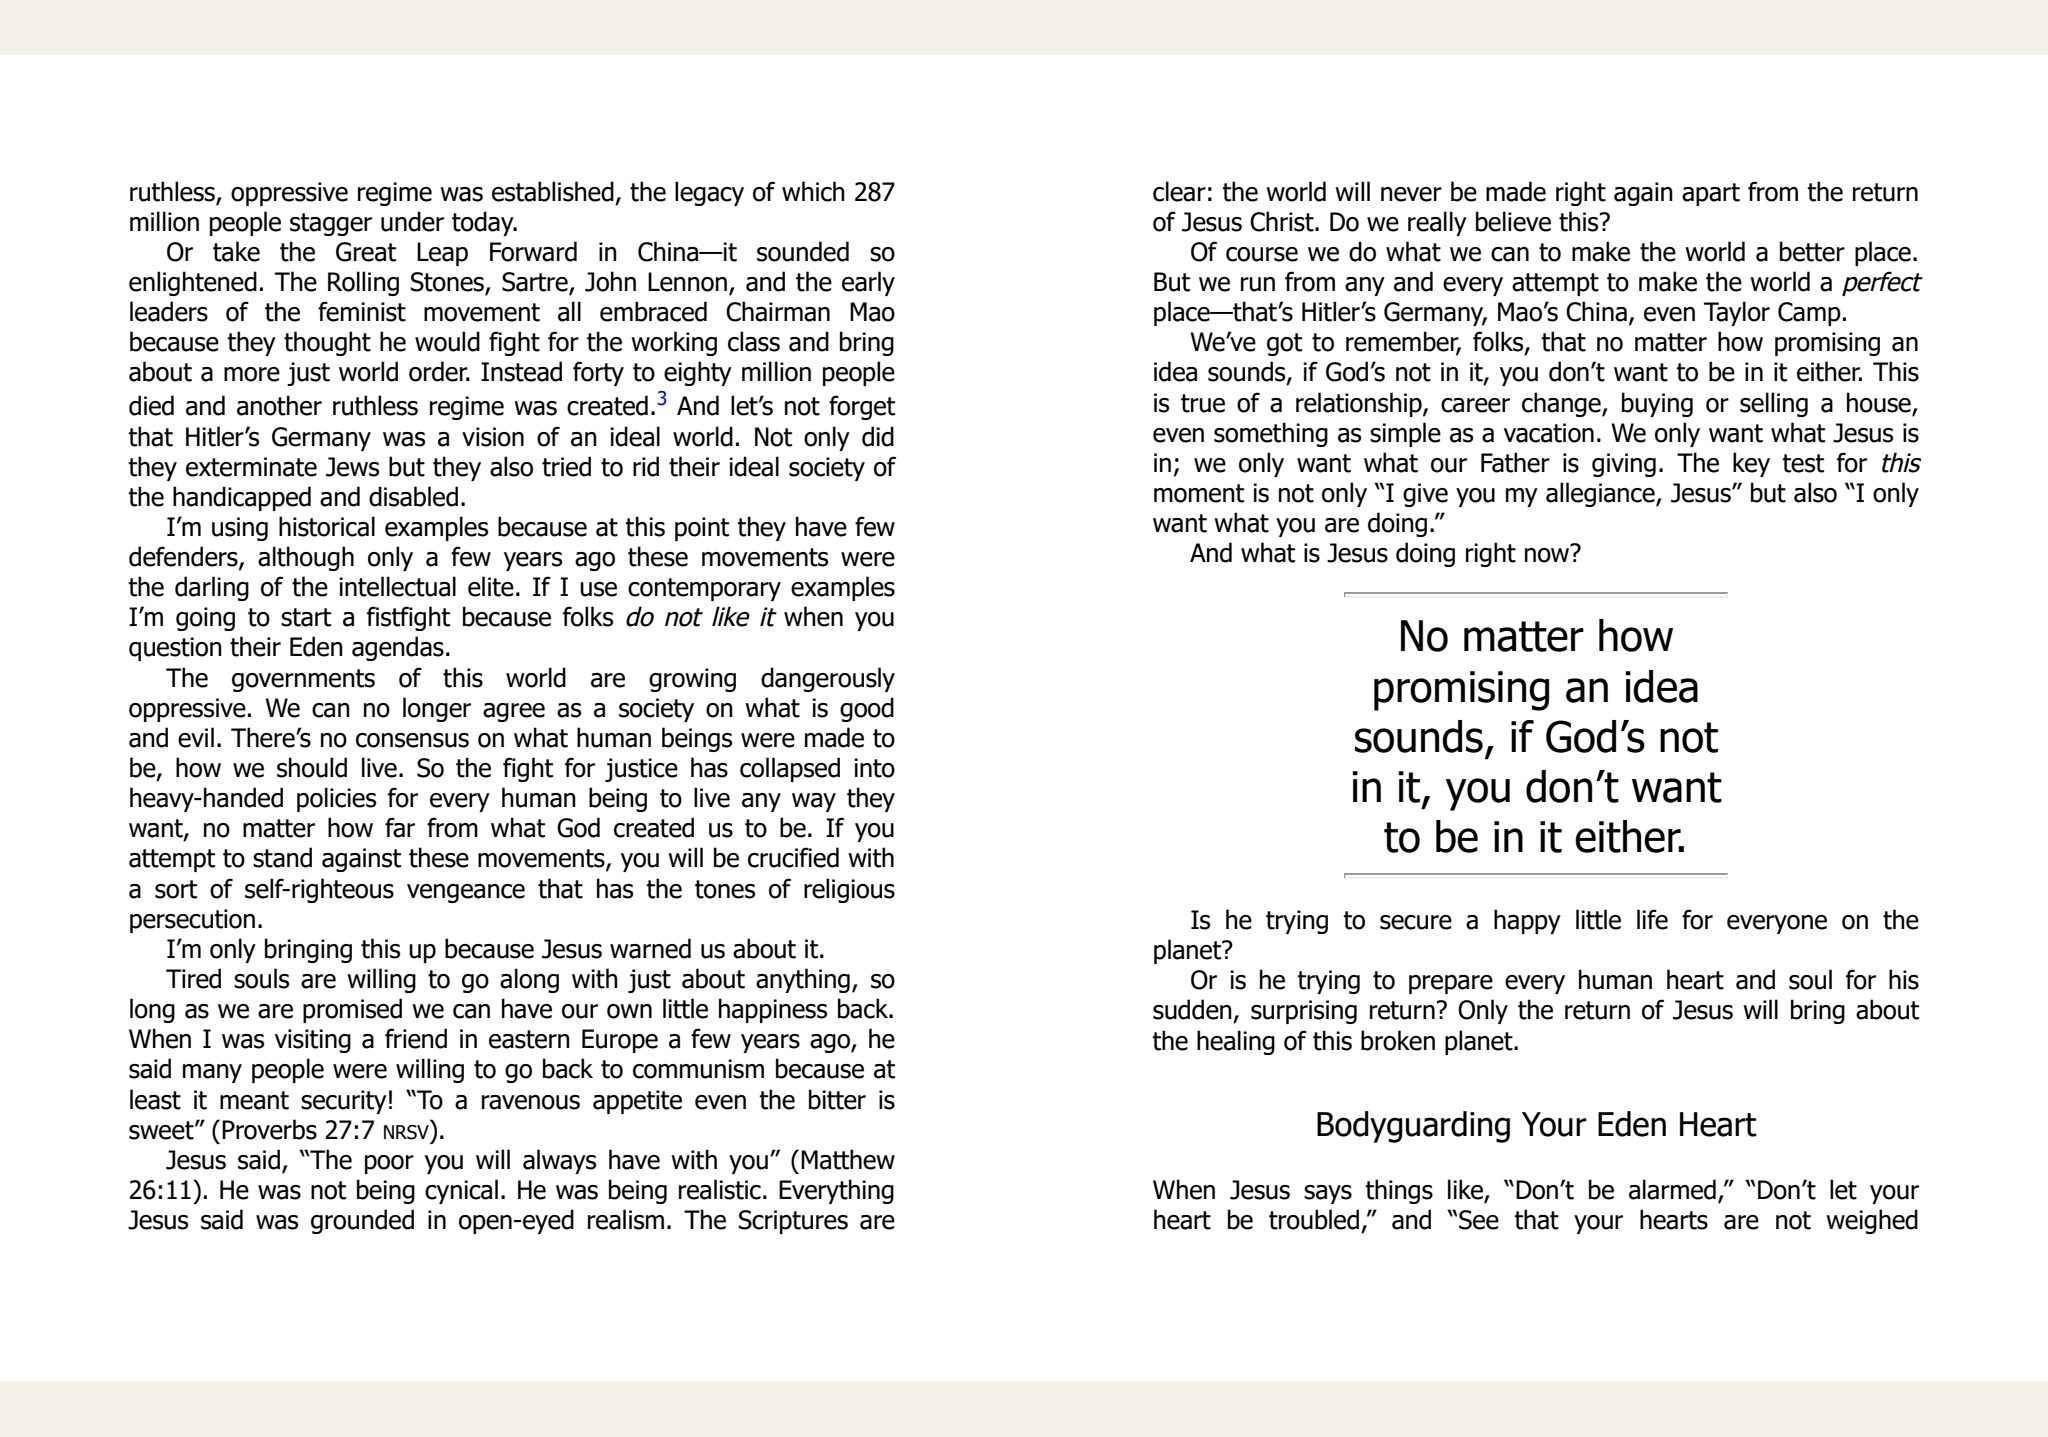 ruthless, oppressive regime was established, the legacy of which 287
million people stagger under today.
Or take the Great Leap Forward in China—it sounded so
enlightened. The Rolling Stones, Sartre, John Lennon, and the early
leaders of the feminist movement all embraced Chairman Mao
because they thought he would fight for the working class and bring
about a more just world order. Instead forty to eighty million people
died and another ruthless regime was created.3 And let’s not forget
that Hitler’s Germany was a vision of an ideal world. Not only did
they exterminate Jews but they also tried to rid their ideal society of
the handicapped and disabled.
I’m using historical examples because at this point they have few
defenders, although only a few years ago these movements were
the darling of the intellectual elite. If I use contemporary examples
I’m going to start a fistfight because folks do not like it when you
question their Eden agendas.
The governments of this world are growing dangerously
oppressive. We can no longer agree as a society on what is good
and evil. There’s no consensus on what human beings were made to
be, how we should live. So the fight for justice has collapsed into
heavy-handed policies for every human being to live any way they
want, no matter how far from what God created us to be. If you
attempt to stand against these movements, you will be crucified with
a sort of self-righteous vengeance that has the tones of religious
persecution.
I’m only bringing this up because Jesus warned us about it.
Tired souls are willing to go along with just about anything, so
long as we are promised we can have our own little happiness back.
When I was visiting a friend in eastern Europe a few years ago, he
said many people were willing to go back to communism because at
least it meant security! “To a ravenous appetite even the bitter is
sweet” (Proverbs 27:7 NRSV).
Jesus said, “The poor you will always have with you” (Matthew
26:11). He was not being cynical. He was being realistic. Everything
Jesus said was grounded in open-eyed realism. The Scriptures are
clear: the world will never be made right again apart from the return
of Jesus Christ. Do we really believe this?
Of course we do what we can to make the world a better place.
But we run from any and every attempt to make the world a perfect
place—that’s Hitler’s Germany, Mao’s China, even Taylor Camp.
We’ve got to remember, folks, that no matter how promising an
idea sounds, if God’s not in it, you don’t want to be in it either. This
is true of a relationship, career change, buying or selling a house,
even something as simple as a vacation. We only want what Jesus is
in; we only want what our Father is giving. The key test for this
moment is not only “I give you my allegiance, Jesus” but also “I only
want what you are doing.”
And what is Jesus doing right now?
No matter how
promising an idea
sounds, if God’s not
in it, you don’t want
to be in it either.
Is he trying to secure a happy little life for everyone on the
planet?
Or is he trying to prepare every human heart and soul for his
sudden, surprising return? Only the return of Jesus will bring about
the healing of this broken planet.
Bodyguarding Your Eden Heart
When Jesus says things like, “Don’t be alarmed,” “Don’t let your
heart be troubled,” and “See that your hearts are not weighed